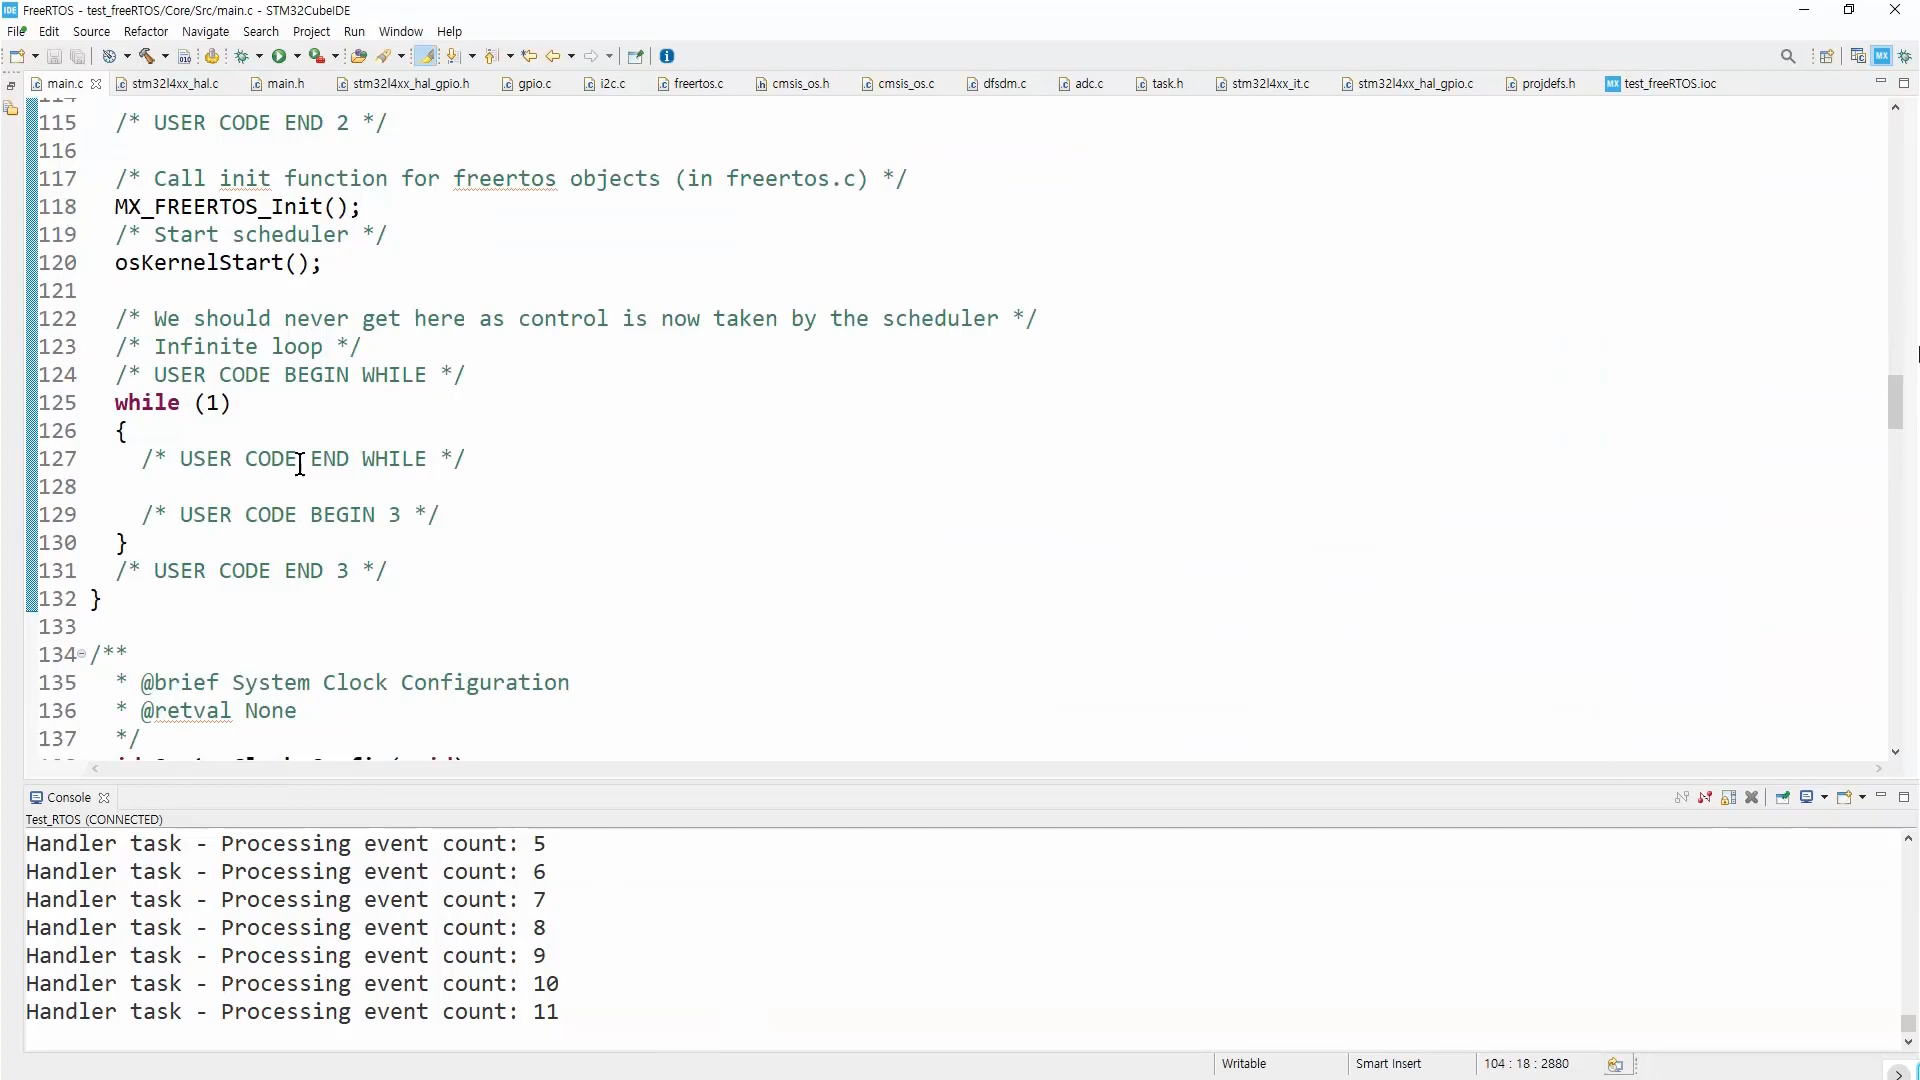 IDE FreeRTOS - test_freeRTOS/Core/Src/main.c - STM32CubeIDE
File Edit Source Refactor Navigate Search Project Run Window Help
main.c stm32l4xx_hal.c main.h stm32l4xx_hal_gpio.h gpio.c i2c.c freertos.c cmsis_os.h cmsis_os.c dfsdm.c adc.c task.h stm32l4xx_it.c stm32l4xx_hal_gpio.c projdefs.h MX test_freeRTOS.ioc
115 /* USER CODE END 2 */
116
117 /* Call init function for freertos objects (in freertos.c) */
118 MX_FREERTOS_Init();
119 /* Start scheduler */
120 osKernelStart();
121
122 /* We should never get here as control is now taken by the scheduler */
123 /* Infinite loop */
124 /* USER CODE BEGIN WHILE */
125 while (1)
126 {
127 /* USER CODE END WHILE */
128
129 /* USER CODE BEGIN 3 */
130 }
131 /* USER CODE END 3 */
132 }
133
134 /**
135 * @brief System Clock Configuration
136 * @retval None
137 */
Console
Test_RTOS (CONNECTED)
Handler task - Processing event count: 5
Handler task - Processing event count: 6
Handler task - Processing event count: 7
Handler task - Processing event count: 8
Handler task - Processing event count: 9
Handler task - Processing event count: 10
Handler task - Processing event count: 11
Writable Smart Insert 104 : 18 : 2880